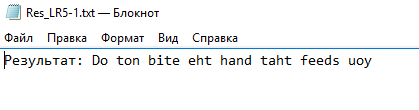 Res_LR5-1.txt — Блокнот
Файл Правка Формат Вид Справка
Результат: Do ton bite eht hand taht feeds uoy